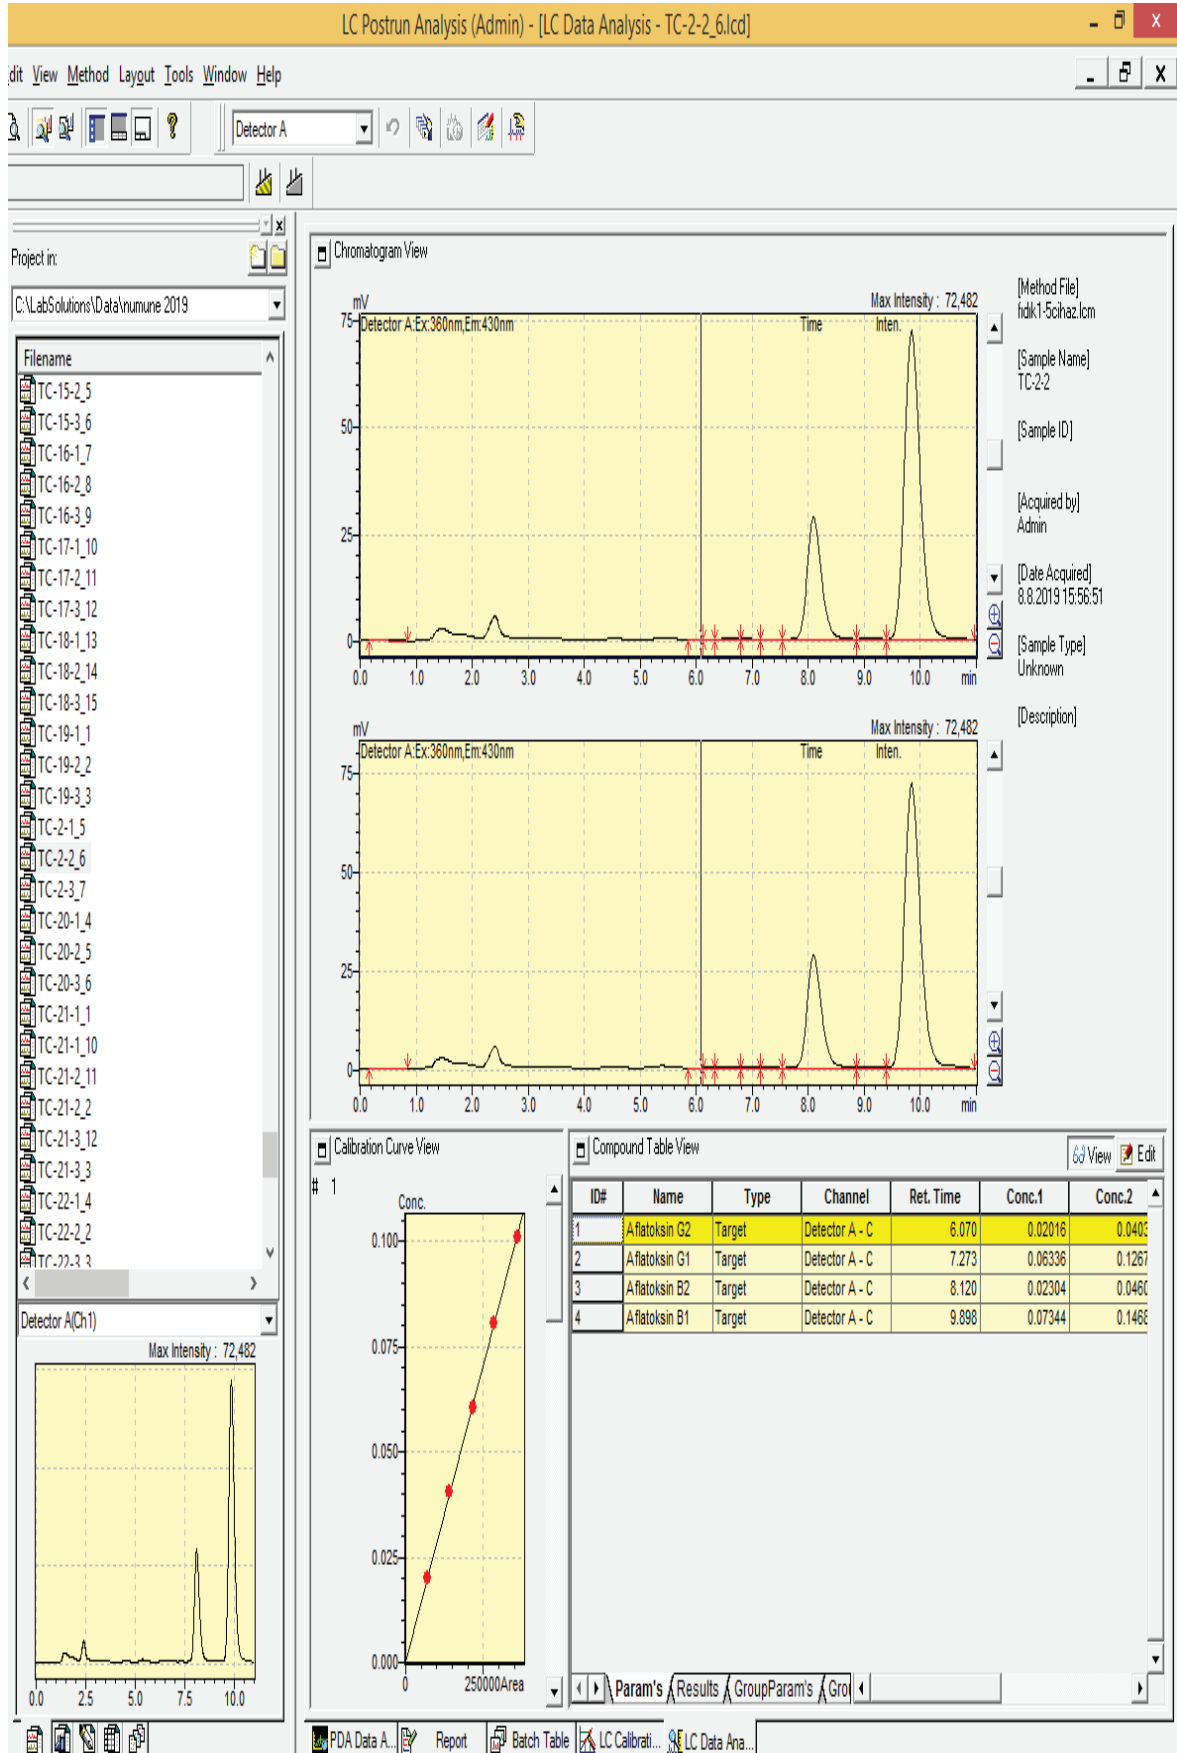 LC Postrun Analysis (Admin) - [LC Data Analysis - TC-2-2_6.lcd]
dit View Method Layout Tools Window Help
Detector A
Project in:
C:\LabSolutions\Data\numune 2019
Filename
TC-15-2_5
TC-15-3_6
TC-16-1_7
TC-16-2_8
TC-16-3_9
TC-17-1_10
TC-17-2_11
TC-17-3_12
TC-18-1_13
TC-18-2_14
TC-18-3_15
TC-19-1_1
TC-19-2_2
TC-19-3_3
TC-2-1_5
TC-2-2_6
TC-2-3_7
TC-20-1_4
TC-20-2_5
TC-20-3_6
TC-21-1_1
TC-21-1_10
TC-21-2_11
TC-21-2_2
TC-21-3_12
TC-21-3_3
TC-22-1_4
TC-22-2_2
TC-22-3_3
Detector A(Ch1)
Max Intensity : 72,482
0.0 2.5 5.0 7.5 10.0
Chromatogram View
mV
Max Intensity : 72,482
Detector A:Ex:360nm,Em:430nm Time Inten.
75
50
25
0
0.0 1.0 2.0 3.0 4.0 5.0 6.0 7.0 8.0 9.0 10.0 min
mV
Max Intensity : 72,482
Detector A:Ex:360nm,Em:430nm Time Inten.
75
50
25
0
0.0 1.0 2.0 3.0 4.0 5.0 6.0 7.0 8.0 9.0 10.0 min
[Method File]
fidik1-5cihaz.lcm
[Sample Name]
TC-2-2
[Sample ID]
[Acquired by]
Admin
[Date Acquired]
8.8.2019 15:56:51
[Sample Type]
Unknown
[Description]
Calibration Curve View
# 1
Conc.
0.100
0.075
0.050
0.025
0.000
0 250000 Area
Compound Table View
View Edit
ID# Name Type Channel Ret. Time Conc.1 Conc.2
1 Aflatoksin G2 Target Detector A - C 6.070 0.02016 0.0403
2 Aflatoksin G1 Target Detector A - C 7.273 0.06336 0.1267
3 Aflatoksin B2 Target Detector A - C 8.120 0.02304 0.0460
4 Aflatoksin B1 Target Detector A - C 9.898 0.07344 0.1468
Param's Results GroupParam's Grou
PDA Data A... Report Batch Table LC Calibrati... LC Data Ana...